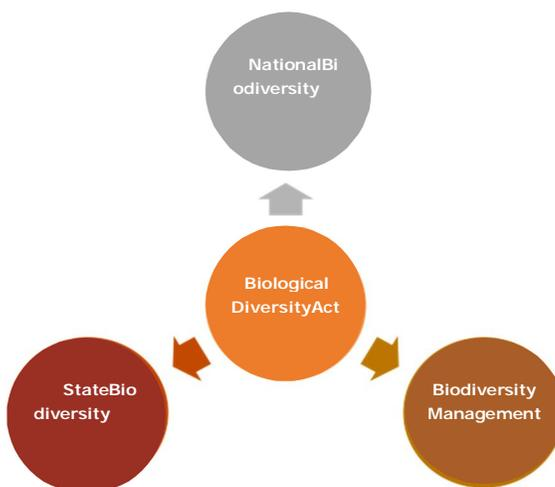 NationalBi
odiversity
Biological
DiversityAct
StateBio
diversity
Biodiversity
Management